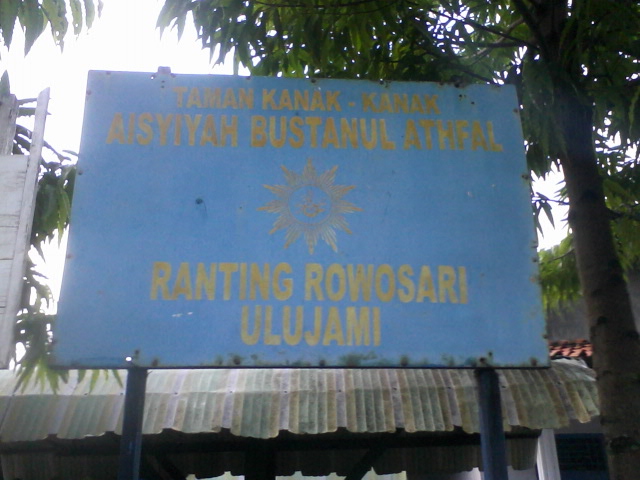 TAMAN KANAK - KANAK
AISYIYAH BUSTANUL ATHFAL
RANTING ROWOSARI
ULUJAMI